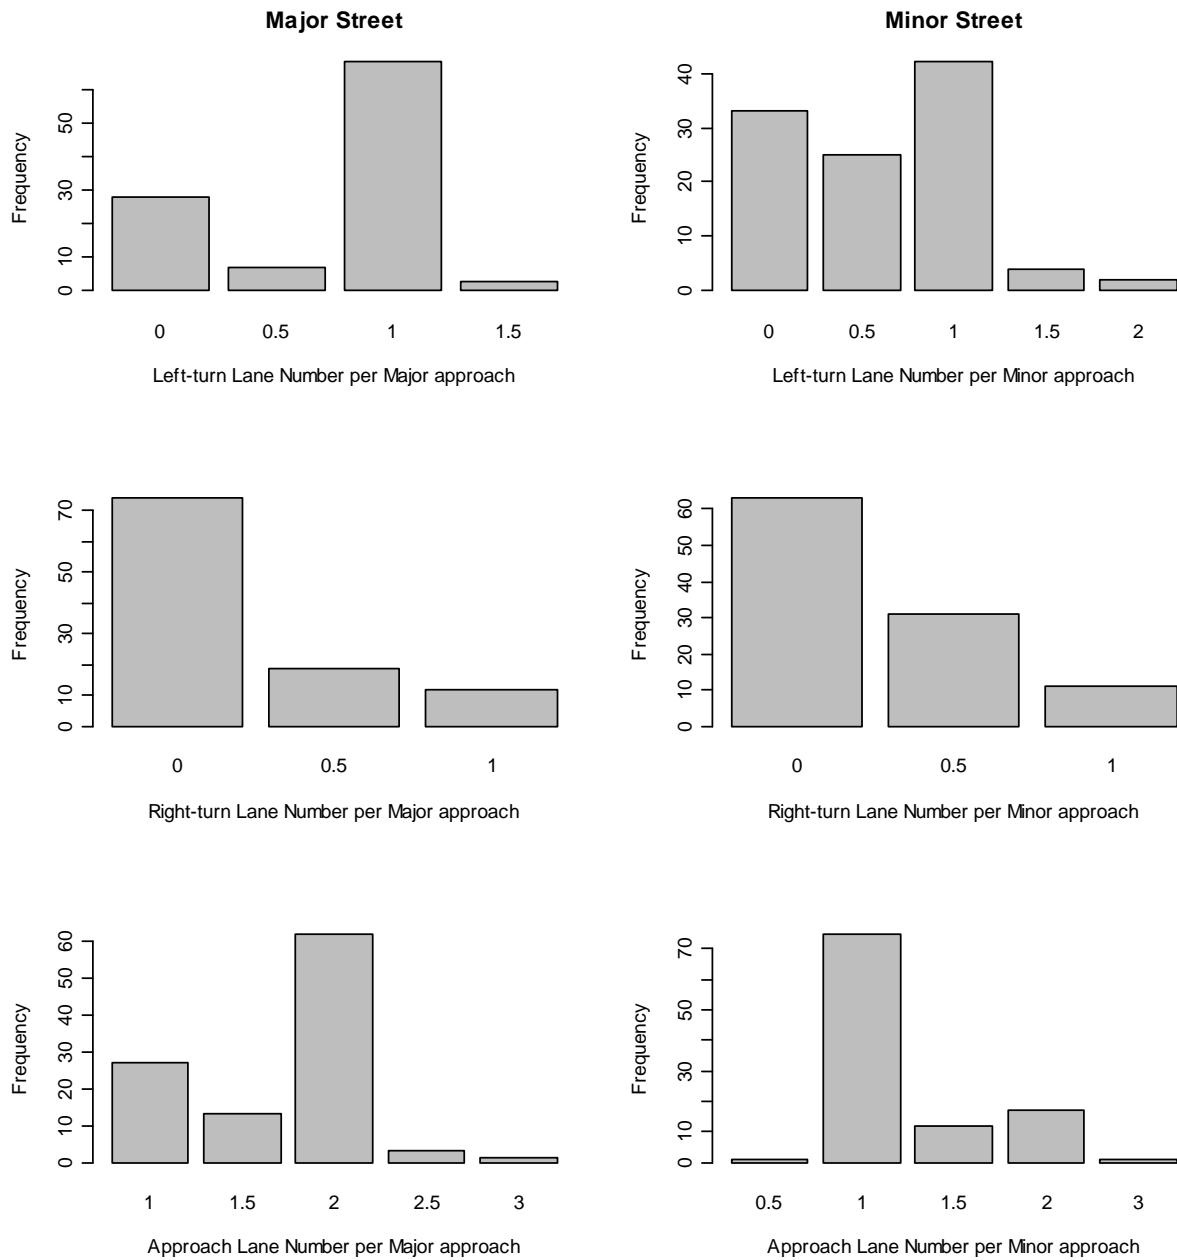 Major Street
Minor Street
Frequency
0 10 30 50
0 0.5 1 1.5
Left-turn Lane Number per Major approach
Frequency
0 10 20 30 40
0 0.5 1 1.5 2
Left-turn Lane Number per Minor approach
Frequency
0 10 30 50 70
0 0.5 1
Right-turn Lane Number per Major approach
Frequency
0 10 20 30 40 50 60
0 0.5 1
Right-turn Lane Number per Minor approach
Frequency
0 10 20 30 40 50 60
1 1.5 2 2.5 3
Approach Lane Number per Major approach
Frequency
0 10 30 50 70
0.5 1 1.5 2 3
Approach Lane Number per Minor approach